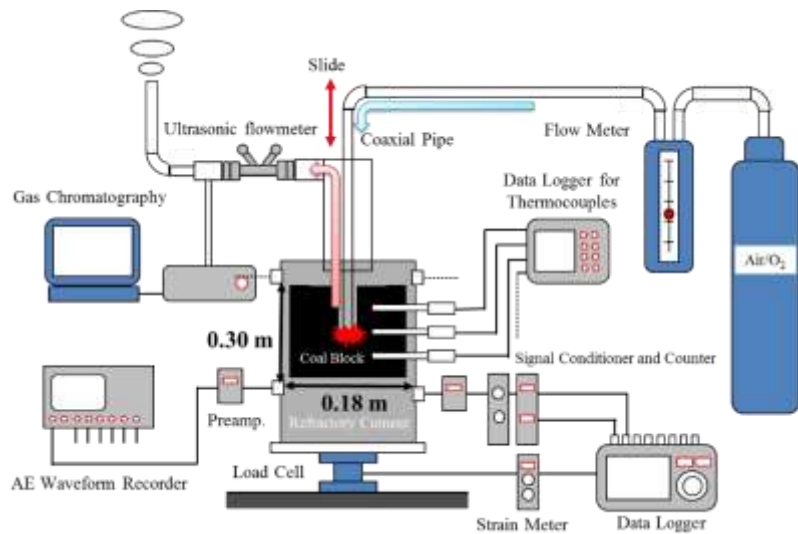 Slide
Ultrasonic flowmeter
Coaxial Pipe
Flow Meter
Gas Chromatography
Data Logger for
Thermocouples
Air/O₂
0.30 m
Coal Block
Signal Conditioner and Counter
0.18 m
Refractory Cement
Preamp.
AE Waveform Recorder
Load Cell
Strain Meter
Data Logger